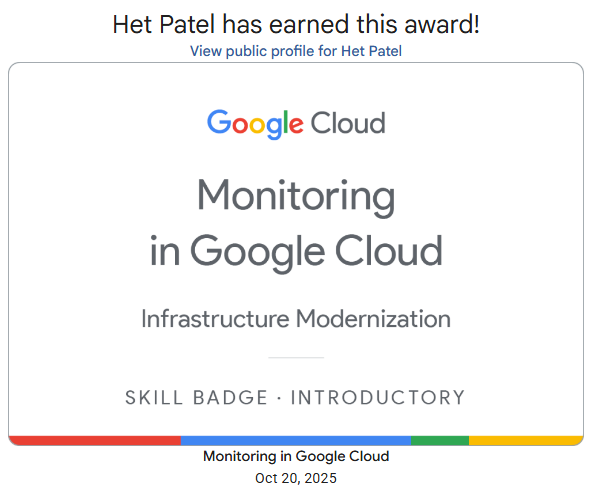 Het Patel has earned this award!
View public profile for Het Patel
Google Cloud
Monitoring
in Google Cloud
Infrastructure Modernization
SKILL BADGE · INTRODUCTORY
Monitoring in Google Cloud
Oct 20, 2025